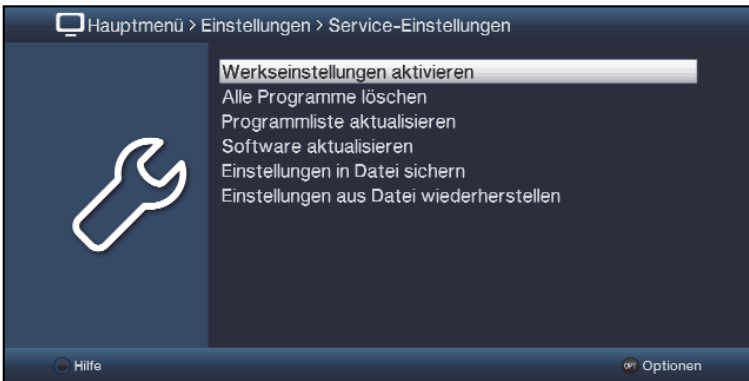 Hauptmenü > Einstellungen > Service-Einstellungen
Werkseinstellungen aktivieren
Alle Programme löschen
Programmliste aktualisieren
Software aktualisieren
Einstellungen in Datei sichern
Einstellungen aus Datei wiederherstellen
Hilfe
OPT Optionen